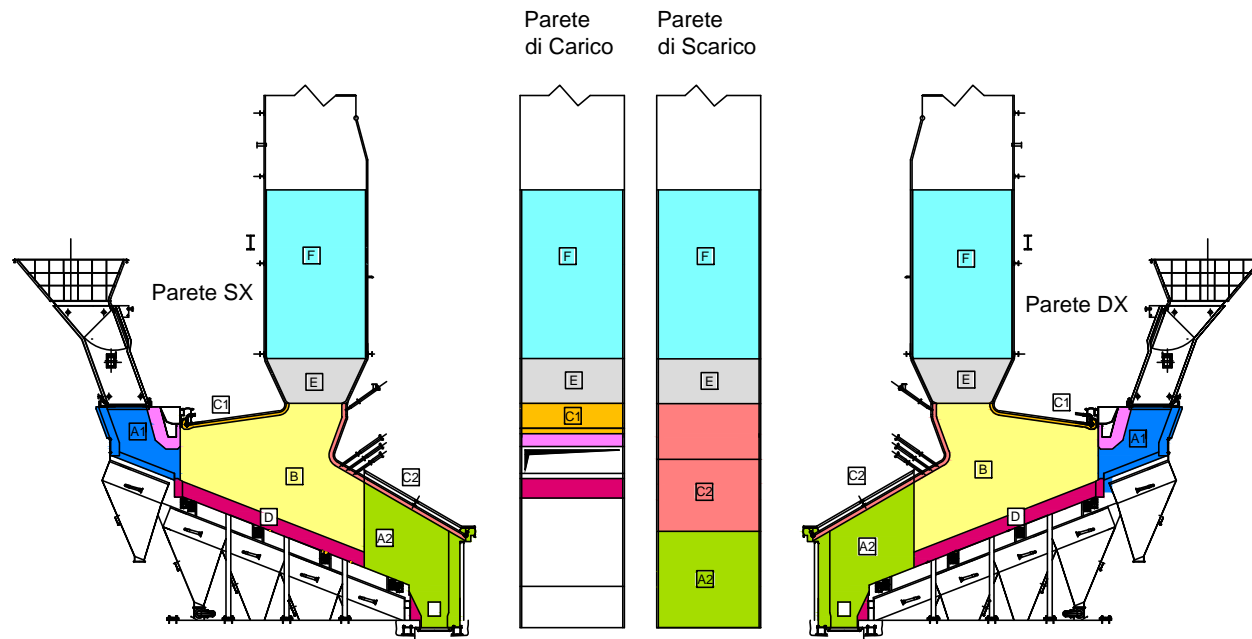 Parete
di Carico
Parete
di Scarico
F
F
F
F
Parete SX
Parete DX
E
E
E
E
C1
C1
C1
A1
A1
B
B
C2
C2
C2
D
D
A2
A2
A2